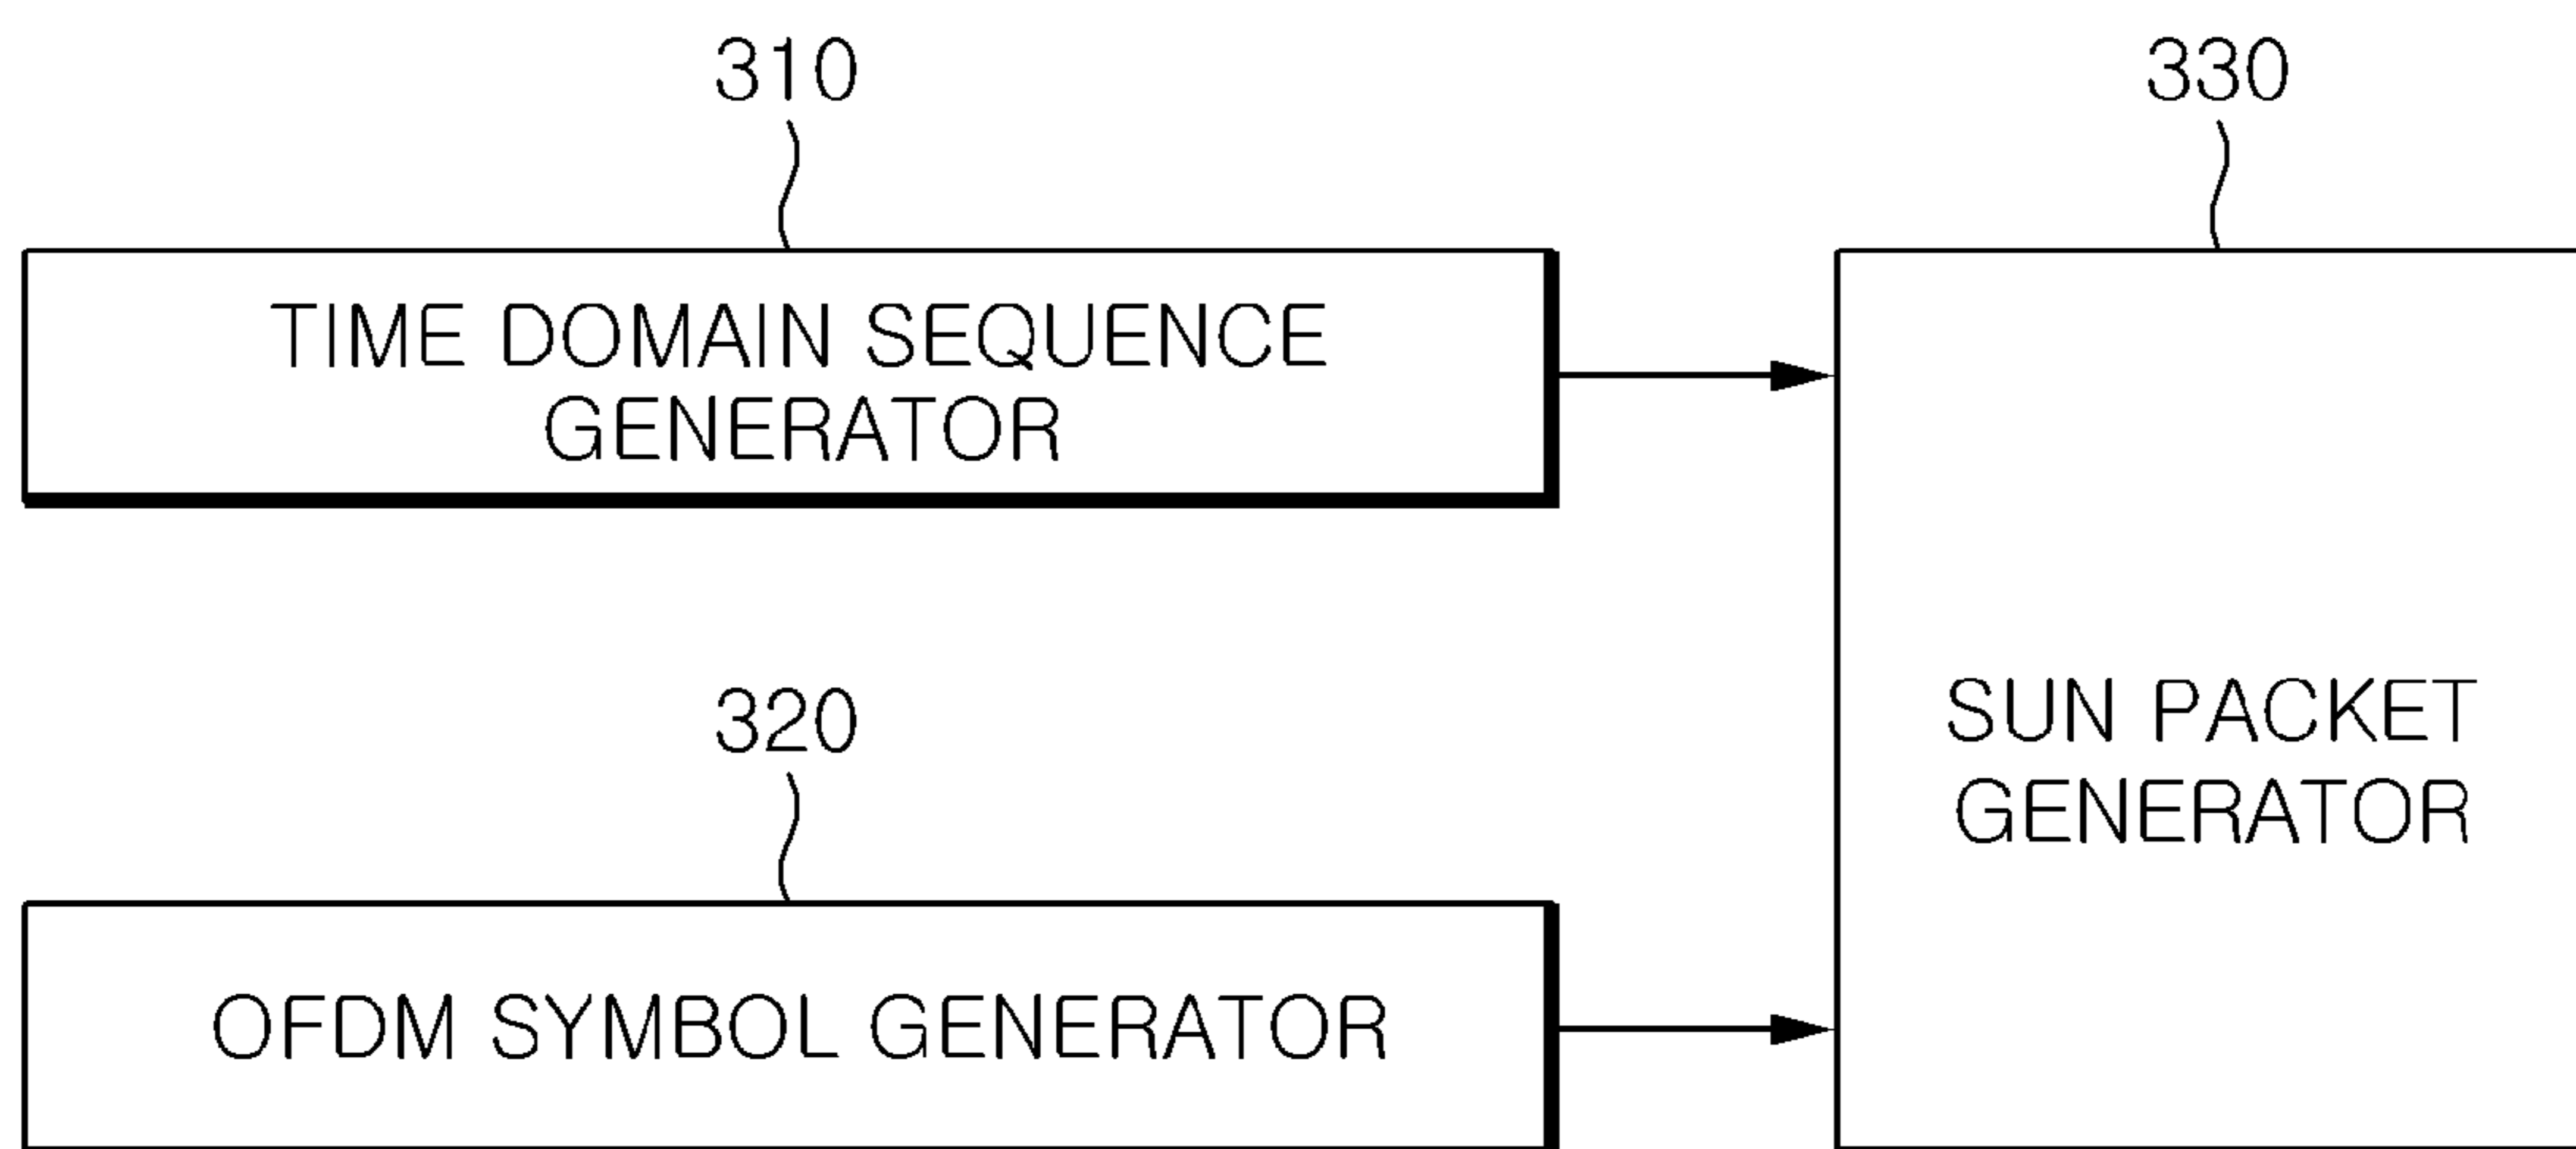 310
330
TIME DOMAIN SEQUENCE
GENERATOR
320
SUN PACKET
GENERATOR
OFDM SYMBOL GENERATOR